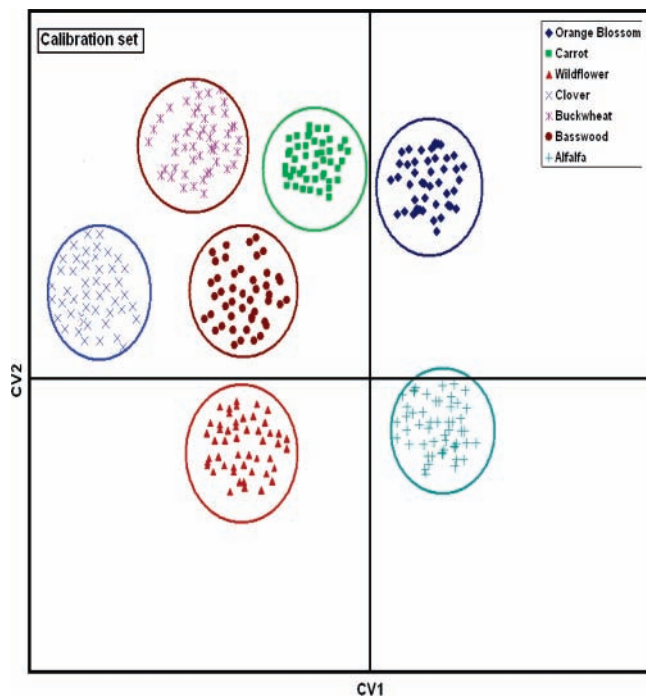 Calibration set
Orange Blossom
Carrot
Wildflower
Clover
Buckwheat
Basswood
Alfalfa
CV2
CV1